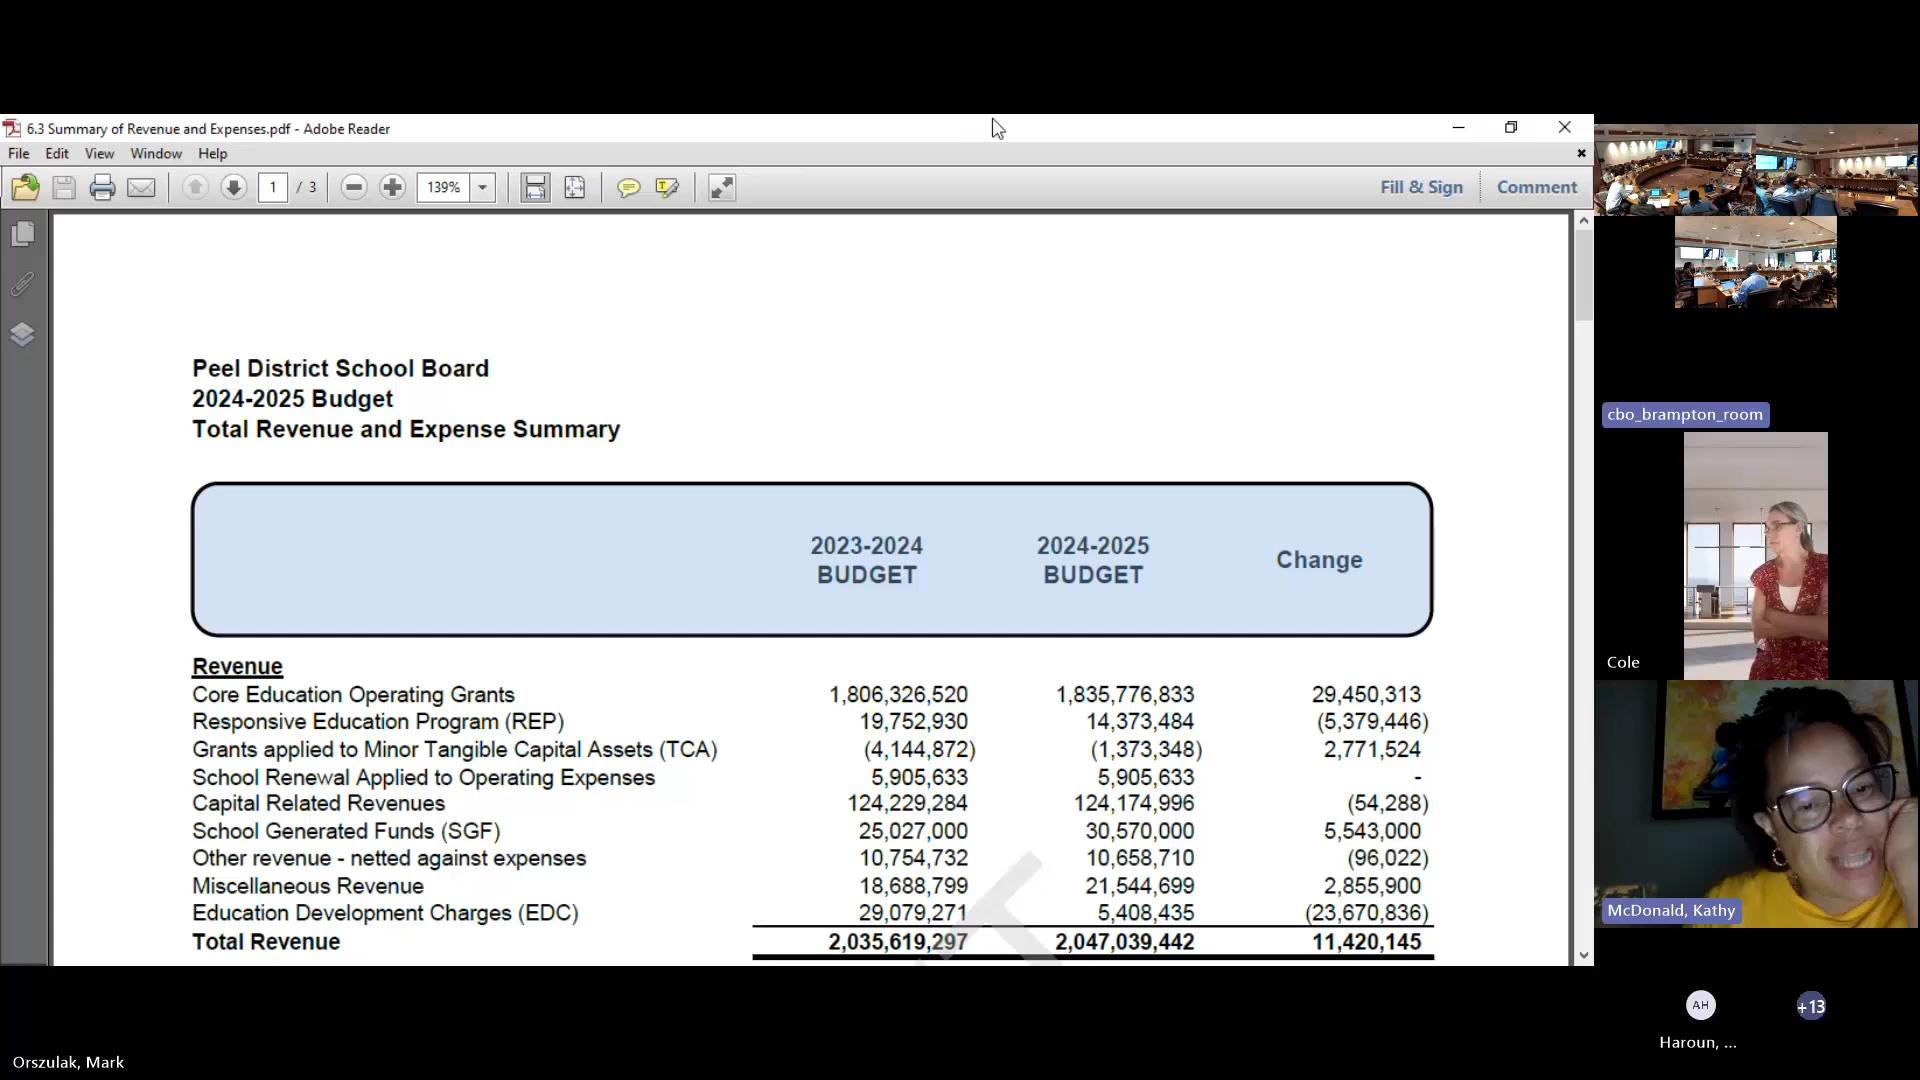 6.3 Summary of Revenue and Expenses.pdf - Adobe Reader
File Edit View Window Help
1 / 3 139% Fill & Sign Comment
Peel District School Board
2024-2025 Budget
Total Revenue and Expense Summary
2023-2024 BUDGET 2024-2025 BUDGET Change
Revenue
Core Education Operating Grants 1,806,326,520 1,835,776,833 29,450,313
Responsive Education Program (REP) 19,752,930 14,373,484 (5,379,446)
Grants applied to Minor Tangible Capital Assets (TCA) (4,144,872) (1,373,348) 2,771,524
School Renewal Applied to Operating Expenses 5,905,633 5,905,633 -
Capital Related Revenues 124,229,284 124,174,996 (54,288)
School Generated Funds (SGF) 25,027,000 30,570,000 5,543,000
Other revenue - netted against expenses 10,754,732 10,658,710 (96,022)
Miscellaneous Revenue 18,688,799 21,544,699 2,855,900
Education Development Charges (EDC) 29,079,271 5,408,435 (23,670,836)
Total Revenue 2,035,619,297 2,047,039,442 11,420,145
cbo_brampton_room
Cole
McDonald, Kathy
AH
+13
Haroun, ...
Orszulak, Mark